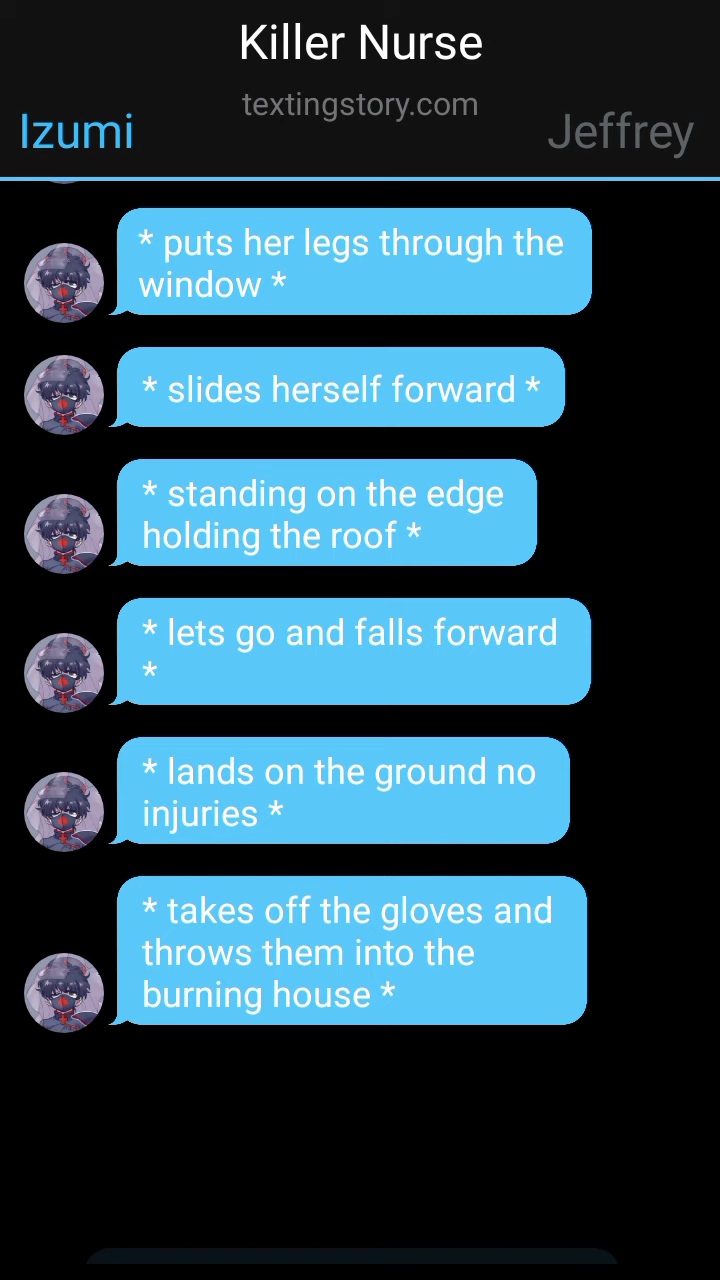 Killer Nurse
textingstory.com
Izumi
Jeffrey
* puts her legs through the
window *
* slides herself forward *
* standing on the edge
holding the roof *
* lets go and falls forward
*
* lands on the ground no
injuries *
* takes off the gloves and
throws them into the
burning house *